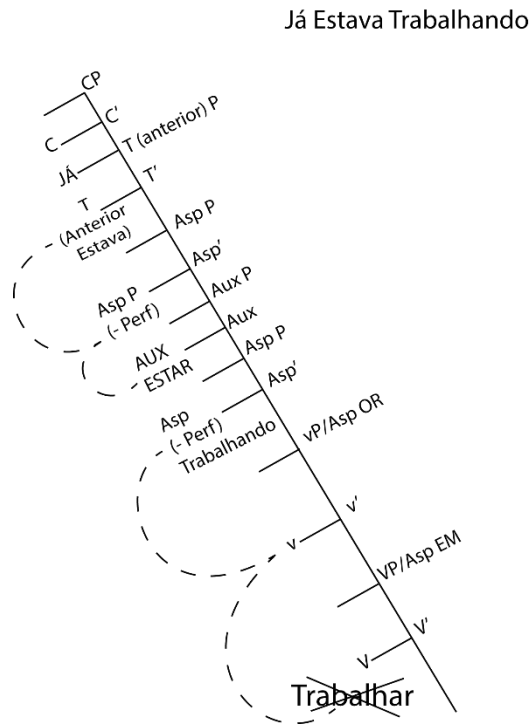 Já Estava Trabalhando
CP
C'
C
T (anterior) P
JÁ
T'
T
(Anterior
Estava)
Asp P
Asp'
Asp P
(- Perf)
Aux P
Aux
AUX
ESTAR
Asp P
Asp'
Asp
(- Perf)
Trabalhando
vP/Asp OR
v'
v
VP/Asp EM
V'
V
Trabalhar